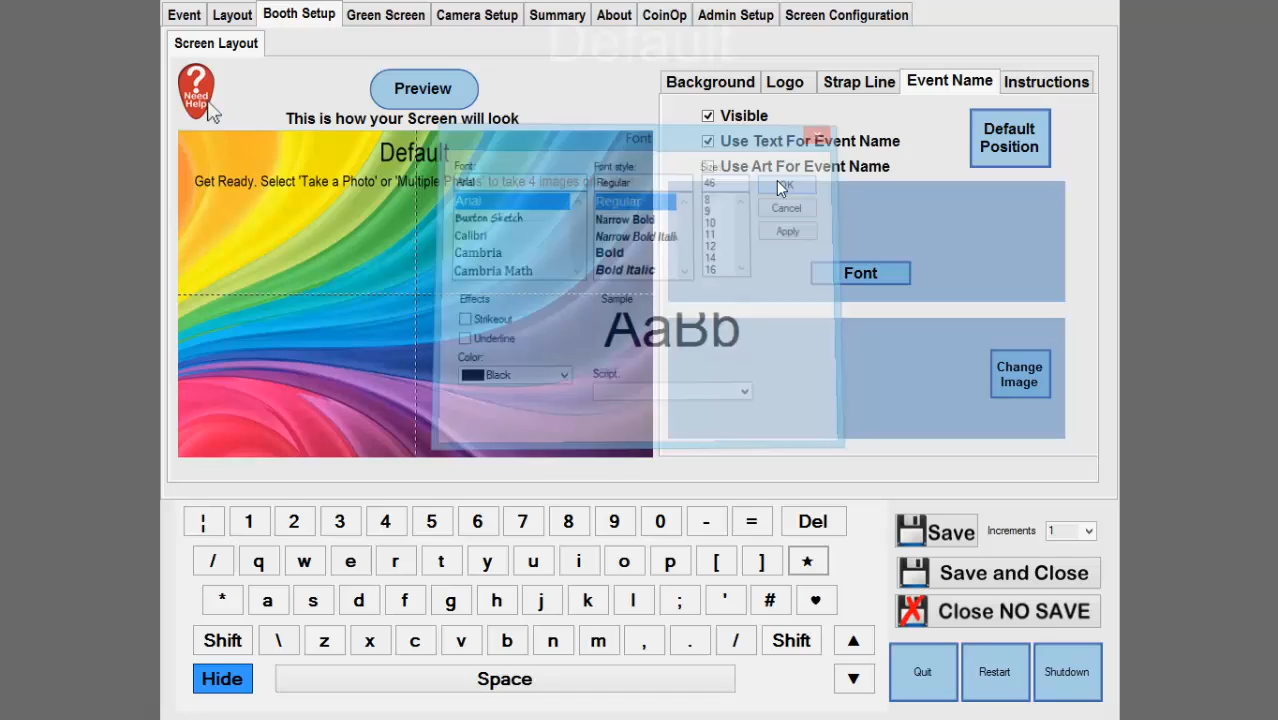 Event Layout Booth Setup Green Screen Camera Setup Summary About CoinOp Admin Setup Screen Configuration
Default
Screen Layout
? Need Help
Preview
This is how your Screen will look
Default
Get Ready. Select 'Take a Photo' or 'Multiple Photos' to take 4 images of
Background Logo Strap Line Event Name Instructions
Visible
Use Text For Event Name
Use Art For Event Name
Default Position
Font
Change Image
Font
Font:
Arial
Arial
Buxton Sketch
Calibri
Cambria
Cambria Math
Font style:
Regular
Regular
Narrow Bold
Narrow Bold Itali
Bold
Bold Italic
Size:
46
8
9
10
11
12
14
16
OK
Cancel
Apply
Effects
Strikeout
Underline
Color:
Black
Sample
AaBb
Script:
¦ 1 2 3 4 5 6 7 8 9 0 - = Del
/ q w e r t y u i o p [ ] ★
* a s d f g h j k l ; ' # ♥
Shift \ z x c v b n m , . / Shift ▲
Hide Space ▼
Save Increments 1
Save and Close
Close NO SAVE
Quit Restart Shutdown